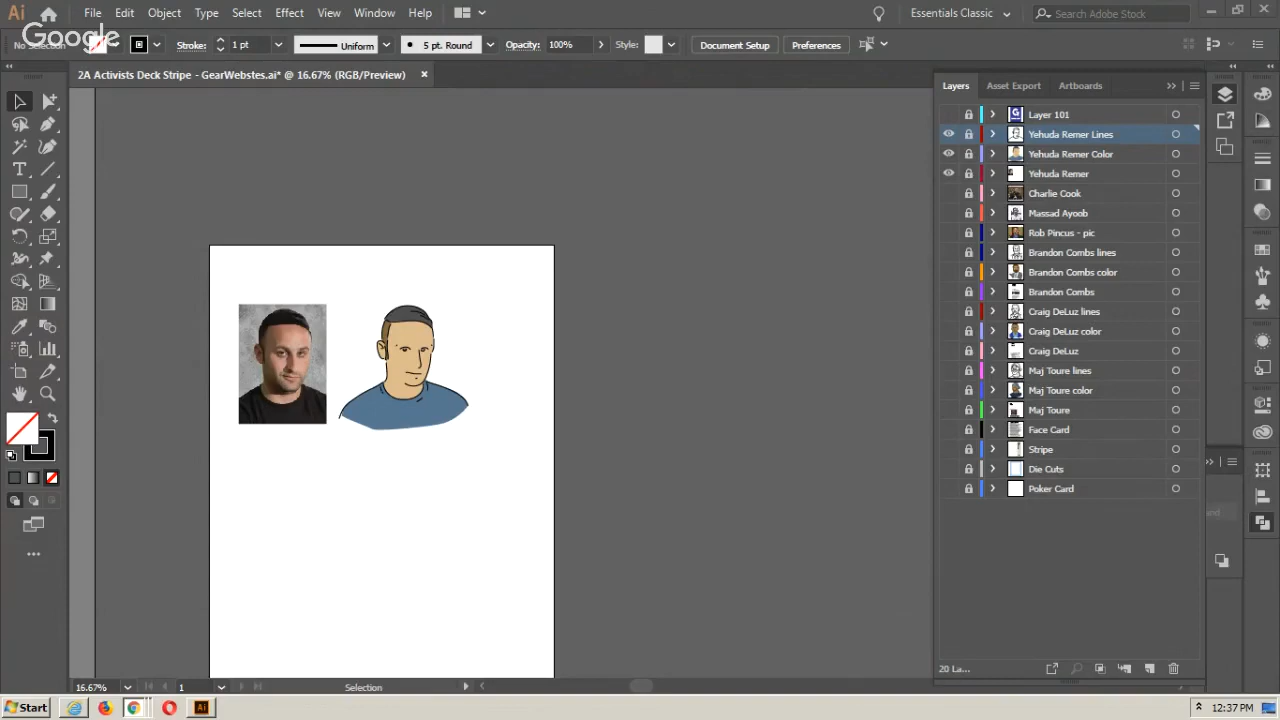 Ai File Edit Object Type Select Effect View Window Help Essentials Classic Search Adobe Stock
Google
No Selection Stroke: 1 pt Uniform 5 pt. Round Opacity: 100% Style: Document Setup Preferences
2A Activists Deck Stripe - GearWebstes.ai* @ 16.67% (RGB/Preview)
Layers Asset Export Artboards
Layer 101
Yehuda Remer Lines
Yehuda Remer Color
Yehuda Remer
Charlie Cook
Massad Ayoob
Rob Pincus - pic
Brandon Combs lines
Brandon Combs color
Brandon Combs
Craig DeLuz lines
Craig DeLuz color
Craig DeLuz
Maj Toure lines
Maj Toure color
Maj Toure
Face Card
Stripe
Die Cuts
Poker Card
20 La...
16.67% 1 Selection
Start Ai 12:37 PM